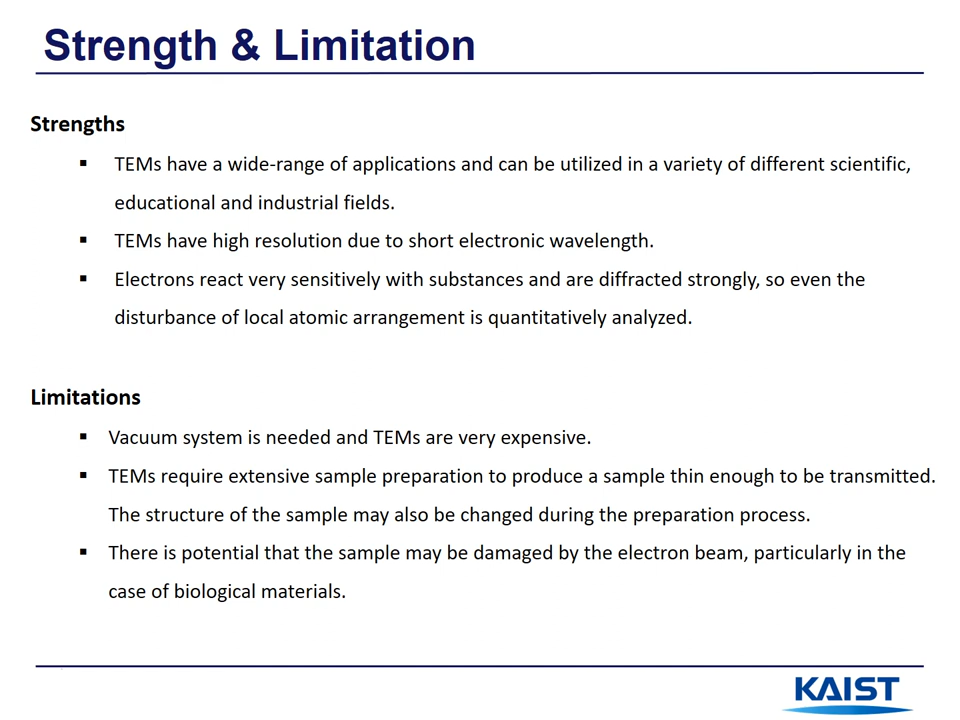 Strength & Limitation
Strengths
▪ TEMs have a wide-range of applications and can be utilized in a variety of different scientific,
educational and industrial fields.
▪ TEMs have high resolution due to short electronic wavelength.
▪ Electrons react very sensitively with substances and are diffracted strongly, so even the
disturbance of local atomic arrangement is quantitatively analyzed.
Limitations
▪ Vacuum system is needed and TEMs are very expensive.
▪ TEMs require extensive sample preparation to produce a sample thin enough to be transmitted.
The structure of the sample may also be changed during the preparation process.
▪ There is potential that the sample may be damaged by the electron beam, particularly in the
case of biological materials.
KAIST